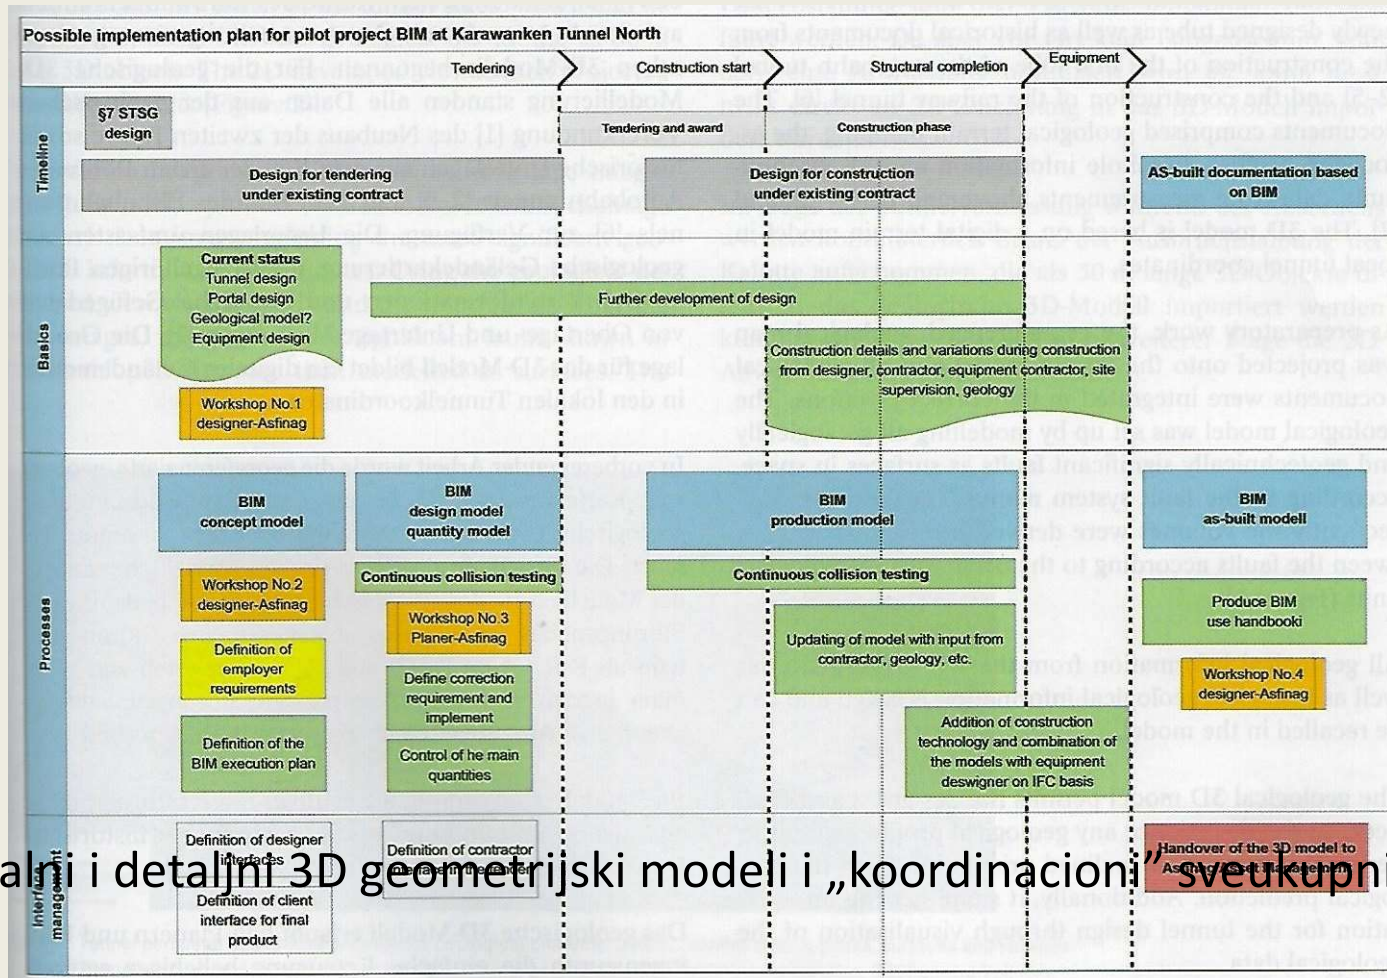 Possible implementation plan for pilot project BIM at Karawanken Tunnel North
Tendering
Construction start
Structural completion
Equipment
Timeline
§7 STSG
design
Tendering and award
Construction phase
Design for tendering
under existing contract
Design for construction
under existing contract
AS-built documentation based
on BIM
Basics
Current status
Tunnel design
Portal design
Geological model?
Equipment design
Further development of design
Construction details and variations during construction
from designer, contractor, equipment contractor, site
supervision, geology
Workshop No.1
designer-Asfinag
Processes
BIM
concept model
BIM
design model
quantity model
BIM
production model
BIM
as-built modell
Workshop No.2
designer-Asfinag
Continuous collision testing
Continuous collision testing
Workshop No.3
Planer-Asfinag
Updating of model with input from
contractor, geology, etc.
Produce BIM
use handbooki
Definition of
employer
requirements
Define correction
requirement and
implement
Workshop No.4
designer-Asfinag
Definition of the
BIM execution plan
Control of he main
quantities
Addition of construction
technology and combination of
the models with equipment
deswigner on IFC basis
Interface
management
Definition of designer
interfaces
Definition of contractor
interface in the tender
Handover of the 3D model to
Asfinag Asset Management
Definition of client
interface for final
product
i detaljni 3D geometrijski modeli i „koordinacioni”